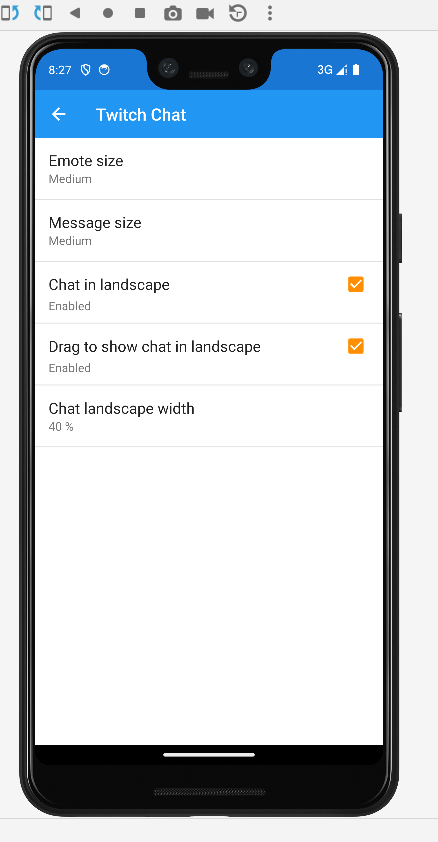 8:27 3G
Twitch Chat
Emote size
Medium
Message size
Medium
Chat in landscape
Enabled
Drag to show chat in landscape
Enabled
Chat landscape width
40 %